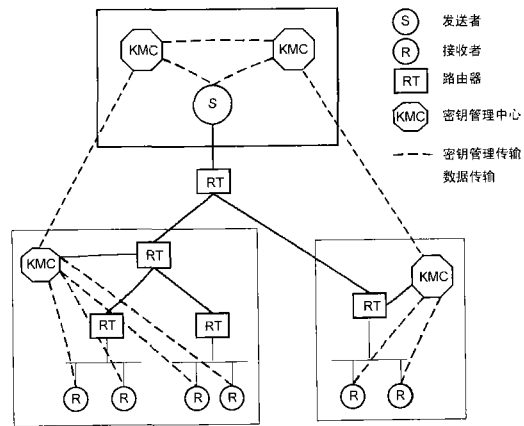 S 发送者
KMC KMC R 接收者
RT 路由器
S
KMC 密钥管理中心
密钥管理传输
RT 数据传输
RT
KMC KMC
RT
RT RT
R R R R R R